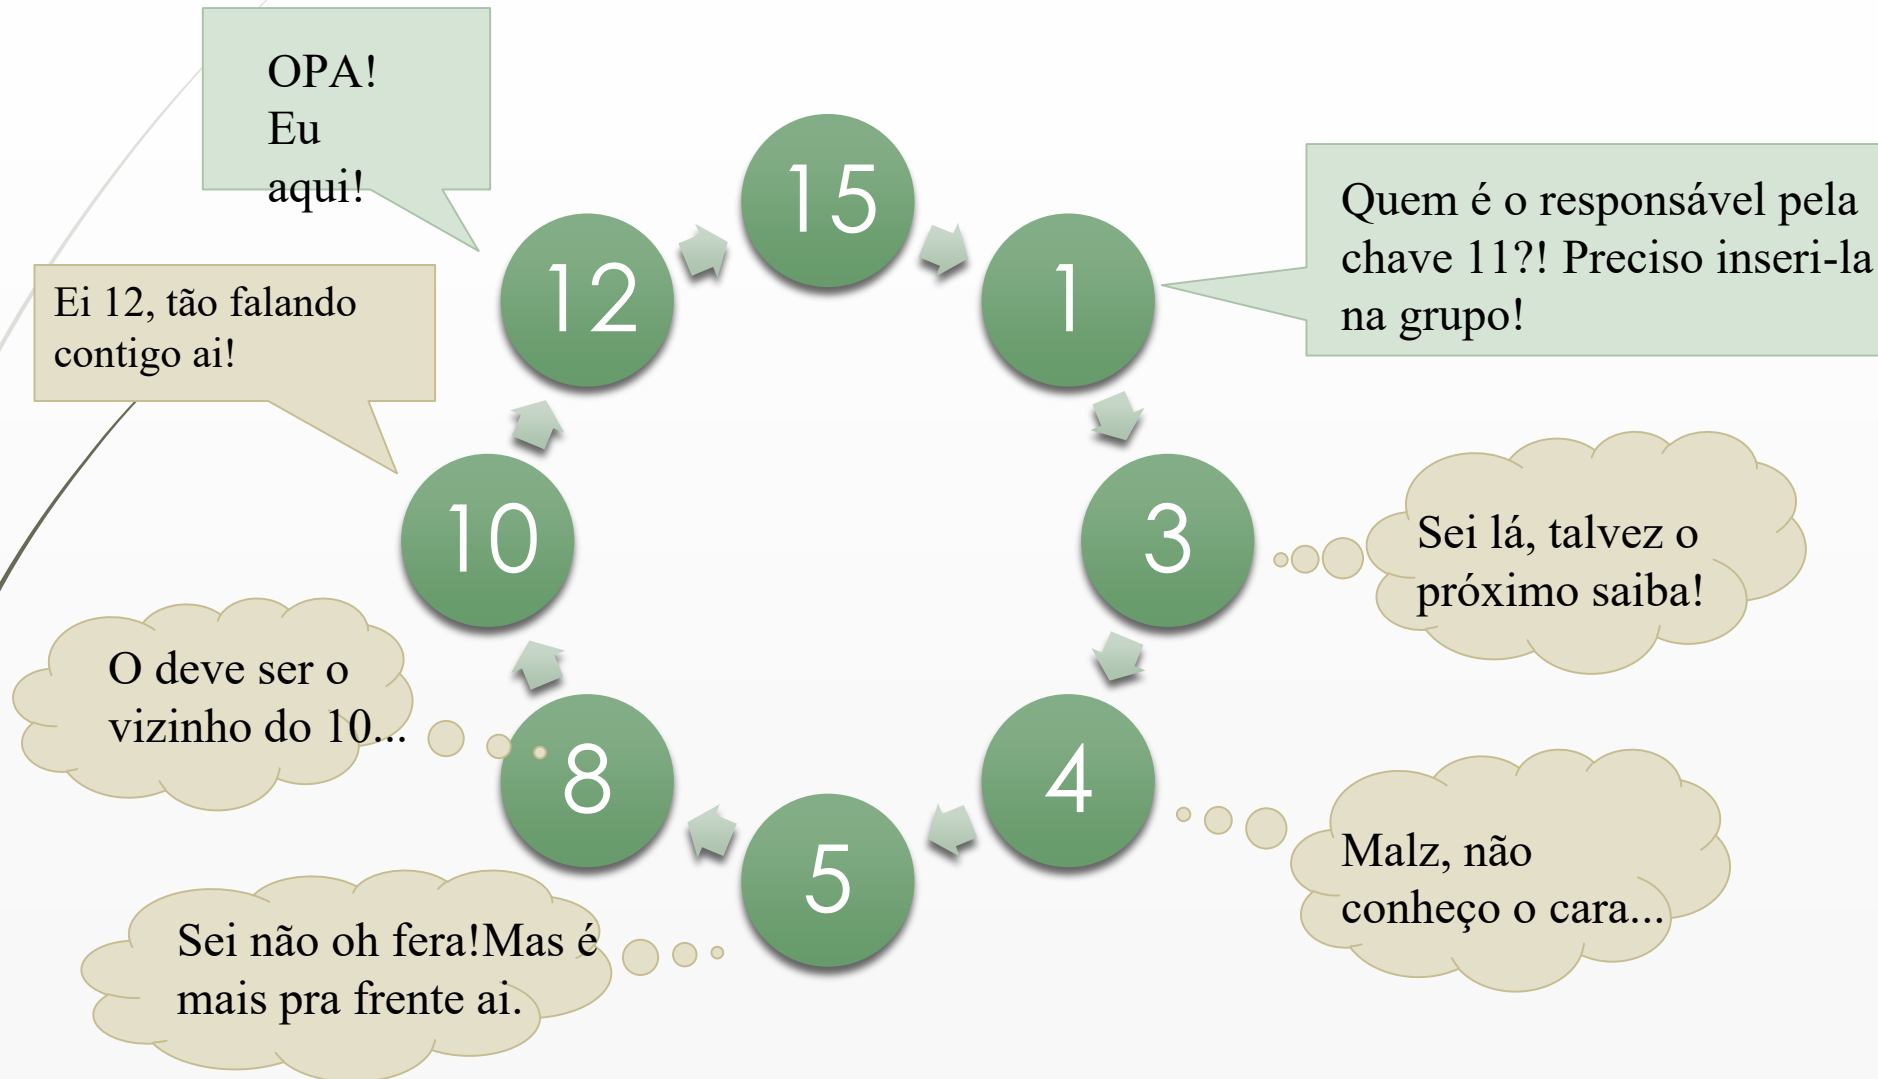 OPA!
Eu
aqui!
15
Quem é o responsável pela
chave 11?! Preciso inseri-la
na grupo!
12
1
Ei 12, tão falando
contigo ai!
10
3
Sei lá, talvez o
próximo saiba!
O deve ser o
vizinho do 10...
8
4
Malz, não
conheço o cara...
5
Sei não oh fera!Mas é
mais pra frente ai.